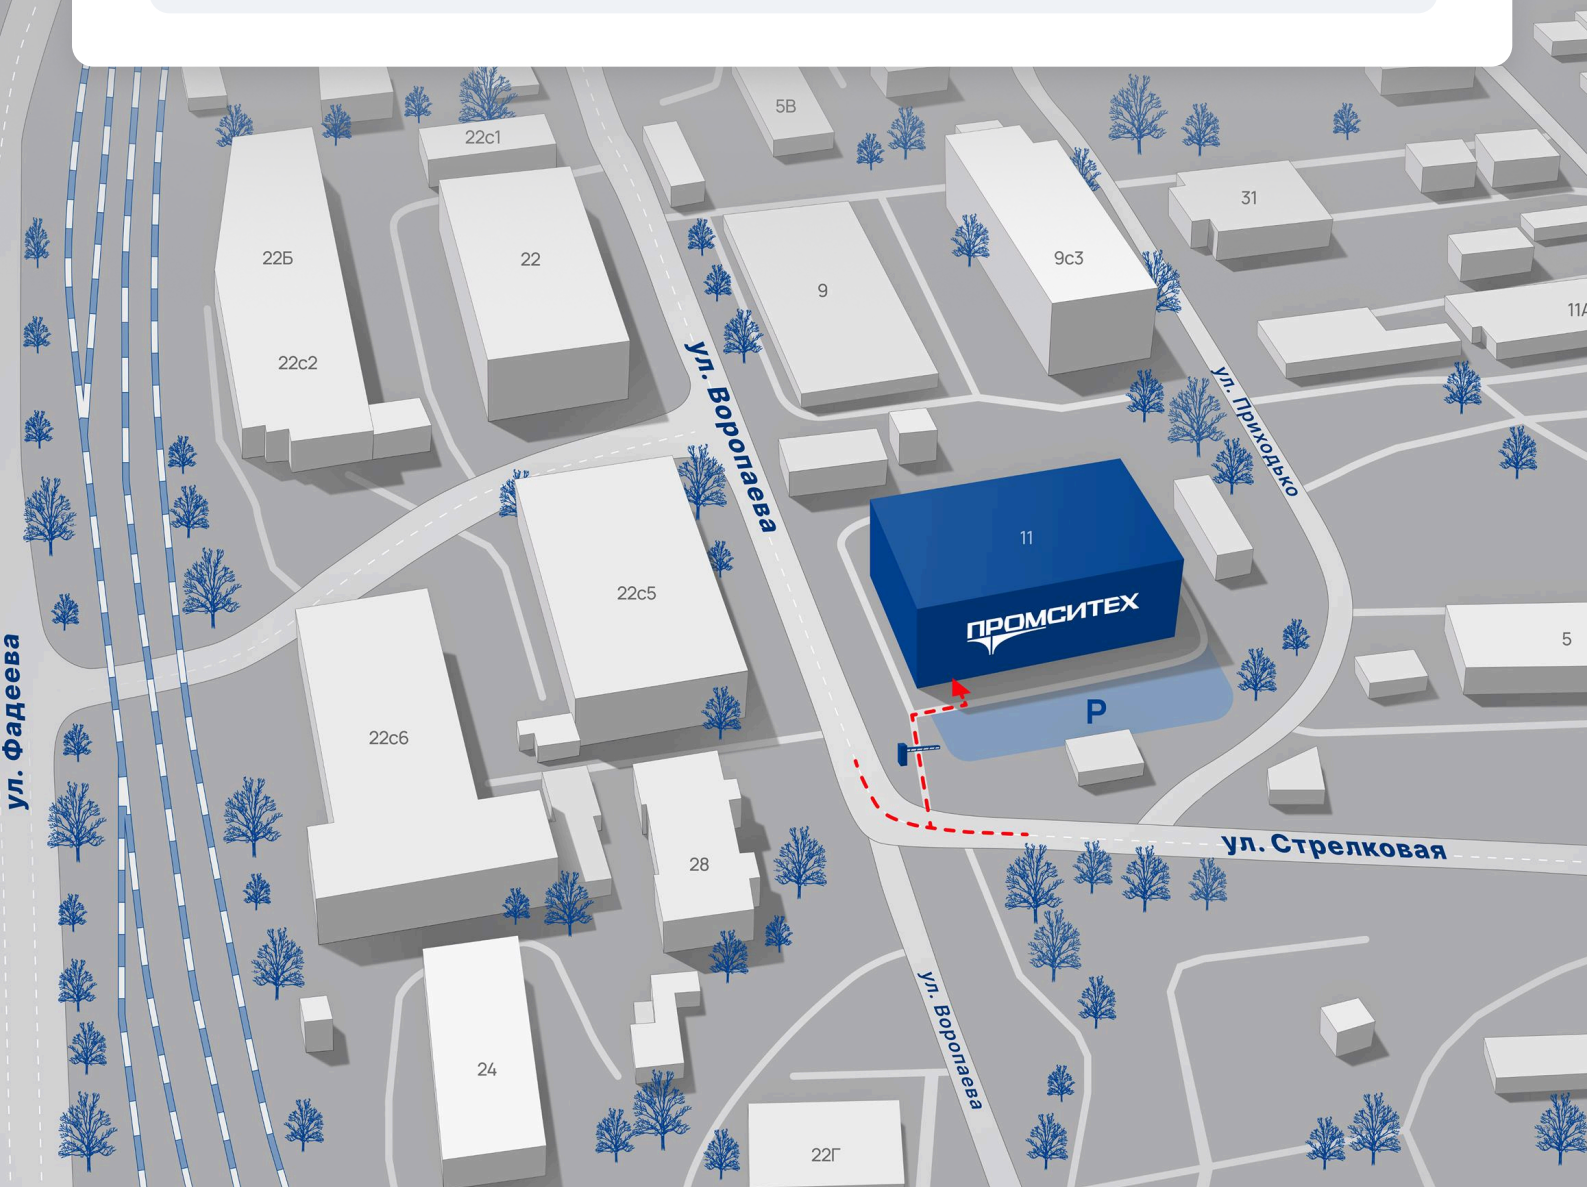 5В
22с1
31
22Б
22
9с3
9
11А
22с2
ул. Воропаева
ул. Приходько
11
22с5
ПРОМСИТЕХ
5
ул. Фадеева
P
22с6
ул. Стрелковая
28
ул. Воропаева
24
22Г